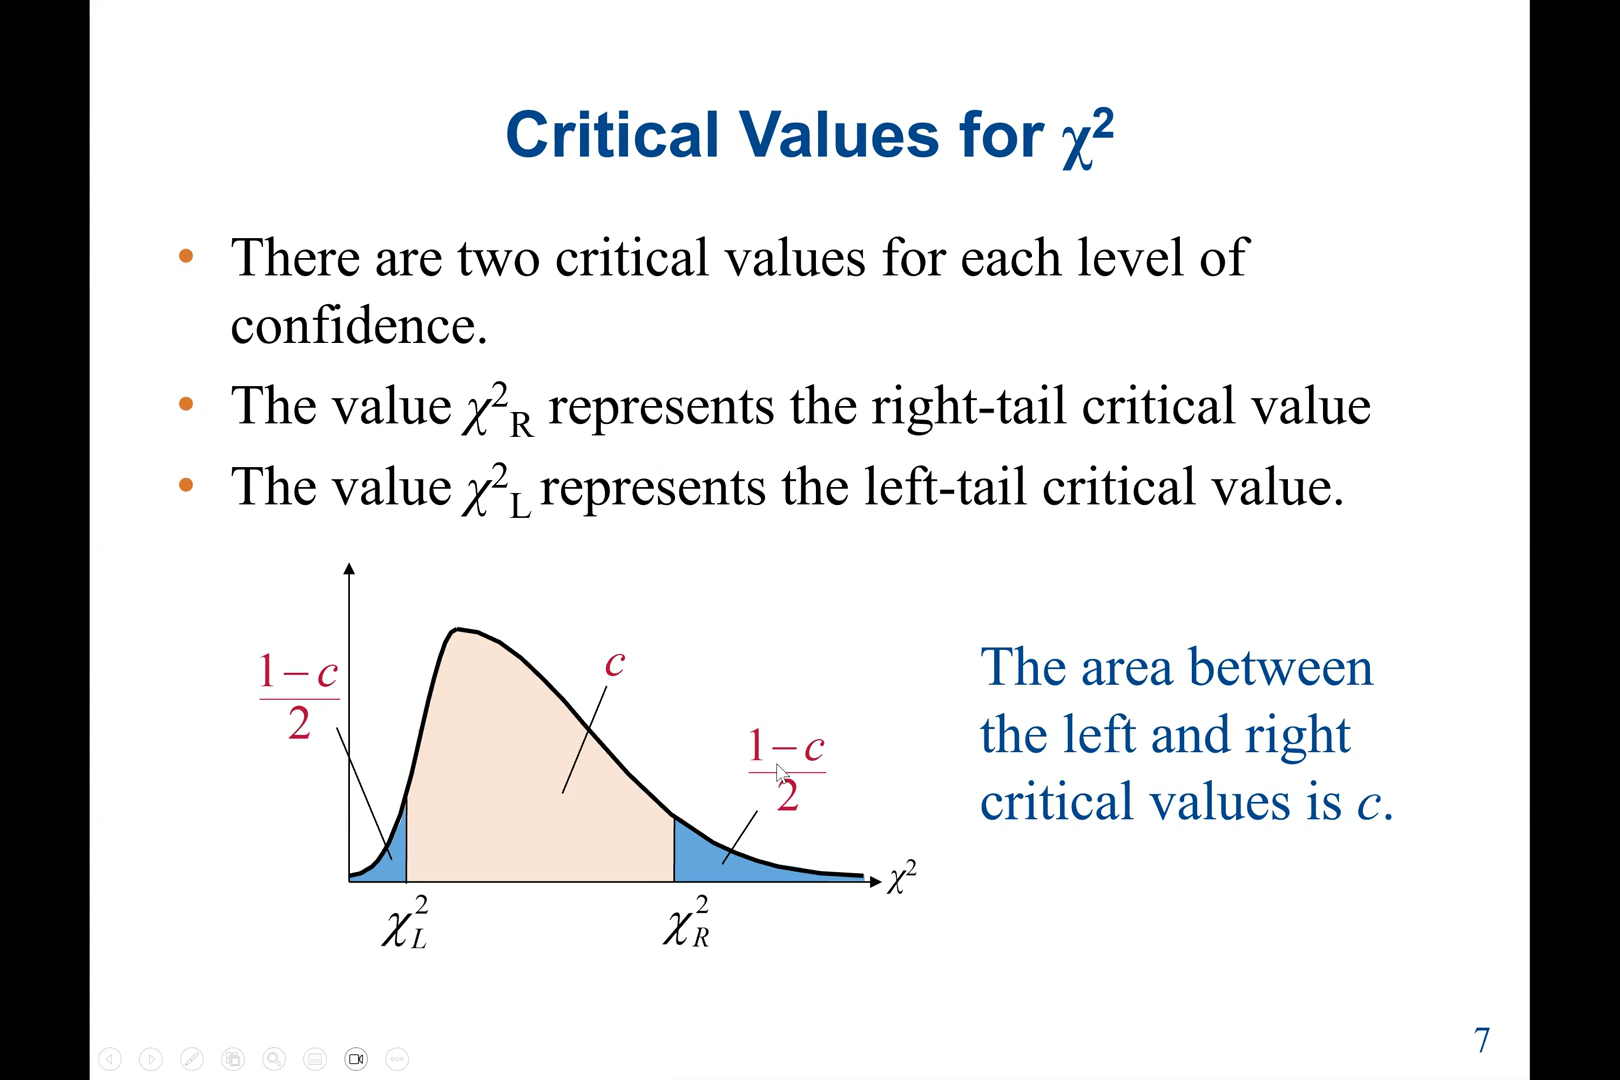 Critical Values for χ²
• There are two critical values for each level of
confidence.
• The value χ²R represents the right-tail critical value
• The value χ²L represents the left-tail critical value.
1 − c
2
c
1 − c
2
The area between
the left and right
critical values is c.
χ²
χ²L
χ²R
7